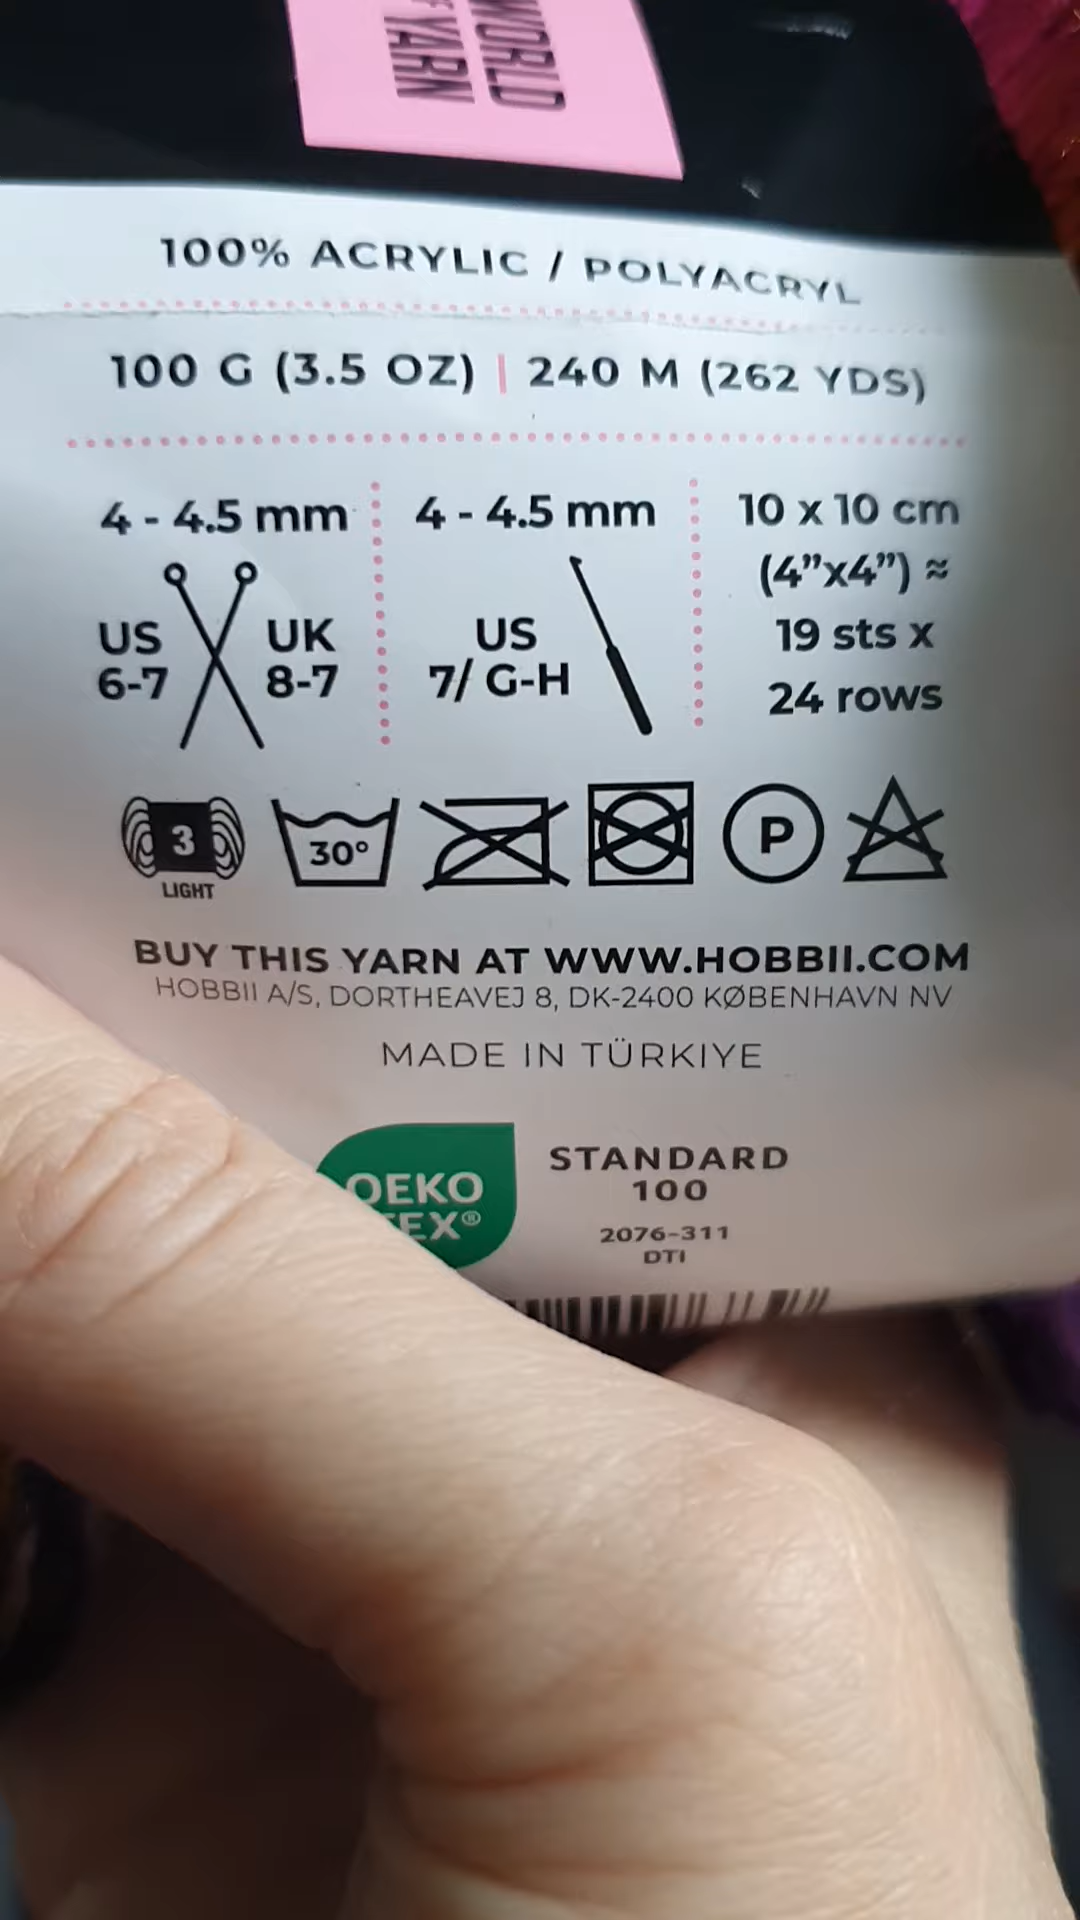 WORLD
OF YARN
100% ACRYLIC / POLYACRYL
100 G (3.5 OZ) | 240 M (262 YDS)
4 - 4.5 mm
US
6-7
UK
8-7
4 - 4.5 mm
US
7/ G-H
10 x 10 cm
(4”x4”) ≈
19 sts x
24 rows
3
LIGHT
30°
P
BUY THIS YARN AT WWW.HOBBII.COM
HOBBII A/S, DORTHEAVEJ 8, DK-2400 KØBENHAVN NV
MADE IN TÜRKIYE
OEKO
TEX®
STANDARD
100
2076-311
DTI